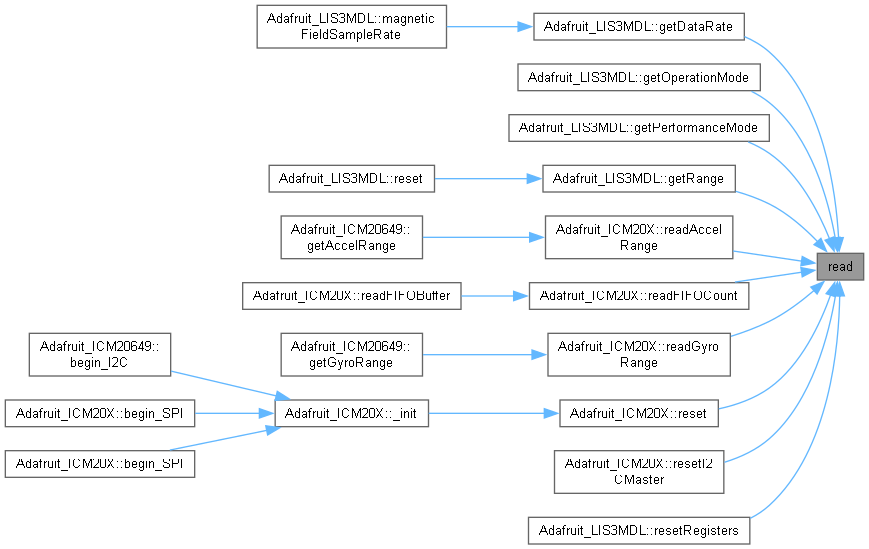 Adafruit_LIS3MDL::magnetic
FieldSampleRate
Adafruit_LIS3MDL::getDataRate
Adafruit_LIS3MDL::getOperationMode
Adafruit_LIS3MDL::getPerformanceMode
Adafruit_LIS3MDL::reset
Adafruit_LIS3MDL::getRange
Adafruit_ICM20649::
getAccelRange
Adafruit_ICM20X::readAccel
Range
read
Adafruit_ICM20X::readFIFOBuffer
Adafruit_ICM20X::readFIFOCount
Adafruit_ICM20649::
begin_I2C
Adafruit_ICM20649::
getGyroRange
Adafruit_ICM20X::readGyro
Range
Adafruit_ICM20X::begin_SPI
Adafruit_ICM20X::_init
Adafruit_ICM20X::reset
Adafruit_ICM20X::begin_SPI
Adafruit_ICM20X::resetI2
CMaster
Adafruit_LIS3MDL::resetRegisters